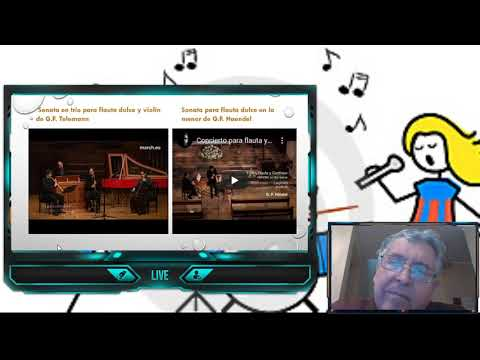 Sonata en trio para flauta dulce y violín
de G.F. Telemann
Sonata para flauta dulce en la
menor de G.F. Haendel
march.es
Concierto para flauta y...
LIVE